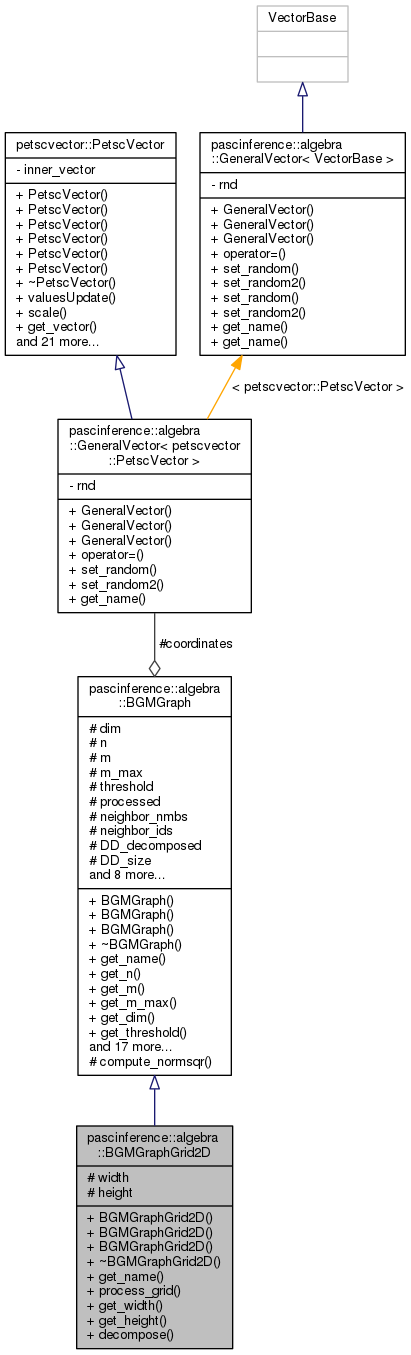 VectorBase
petscvector::PetscVector
- inner_vector
+ PetscVector()
+ PetscVector()
+ PetscVector()
+ PetscVector()
+ PetscVector()
+ PetscVector()
+ ~PetscVector()
+ valuesUpdate()
+ scale()
+ get_vector()
and 21 more...
pascinference::algebra
::GeneralVector< VectorBase >
- rnd
+ GeneralVector()
+ GeneralVector()
+ GeneralVector()
+ operator=()
+ set_random()
+ set_random2()
+ set_random()
+ set_random2()
+ get_name()
+ get_name()
< petscvector::PetscVector >
pascinference::algebra
::GeneralVector< petscvector
::PetscVector >
- rnd
+ GeneralVector()
+ GeneralVector()
+ GeneralVector()
+ operator=()
+ set_random()
+ set_random2()
+ get_name()
#coordinates
pascinference::algebra
::BGMGraph
# dim
# n
# m
# m_max
# threshold
# processed
# neighbor_nmbs
# neighbor_ids
# DD_decomposed
# DD_size
and 8 more...
+ BGMGraph()
+ BGMGraph()
+ BGMGraph()
+ ~BGMGraph()
+ get_name()
+ get_n()
+ get_m()
+ get_m_max()
+ get_dim()
+ get_threshold()
and 17 more...
# compute_normsqr()
pascinference::algebra
::BGMGraphGrid2D
# width
# height
+ BGMGraphGrid2D()
+ BGMGraphGrid2D()
+ BGMGraphGrid2D()
+ ~BGMGraphGrid2D()
+ get_name()
+ process_grid()
+ get_width()
+ get_height()
+ decompose()